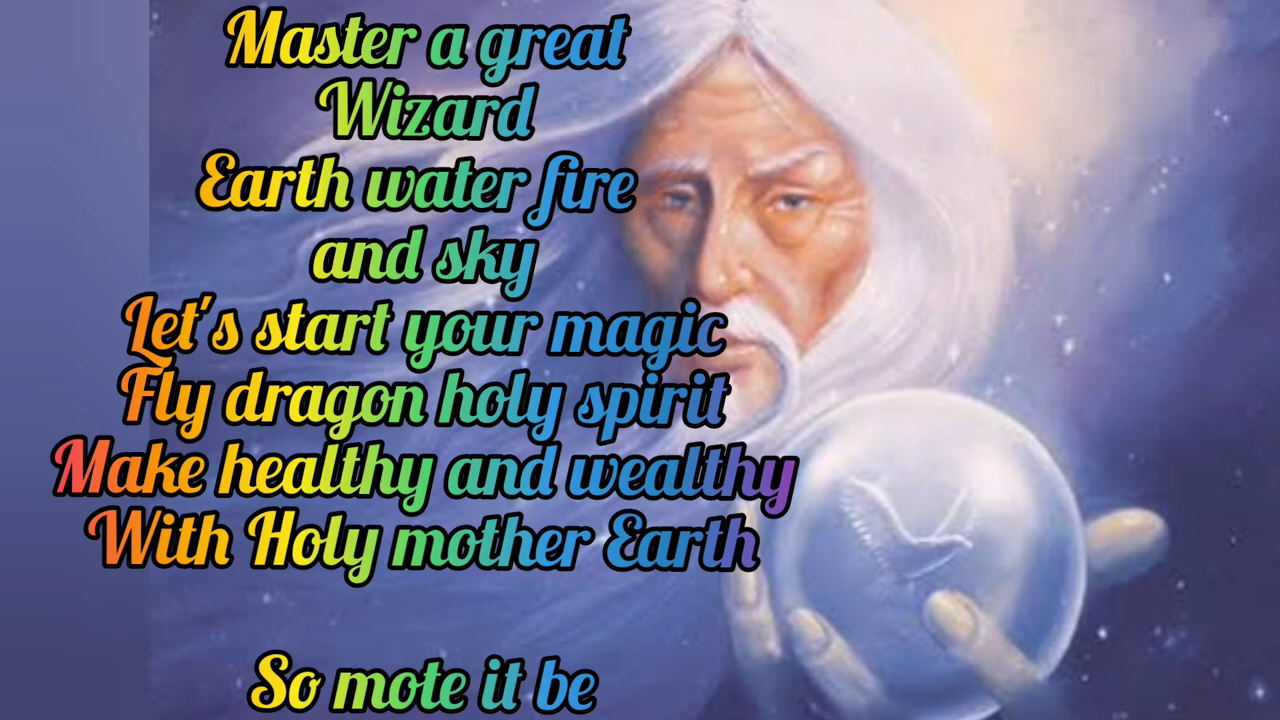 Master a great
Wizard
Earth water fire
and sky
Let's start your magic
Fly dragon holy spirit
Make healthy and wealthy
With Holy mother Earth
So mote it be